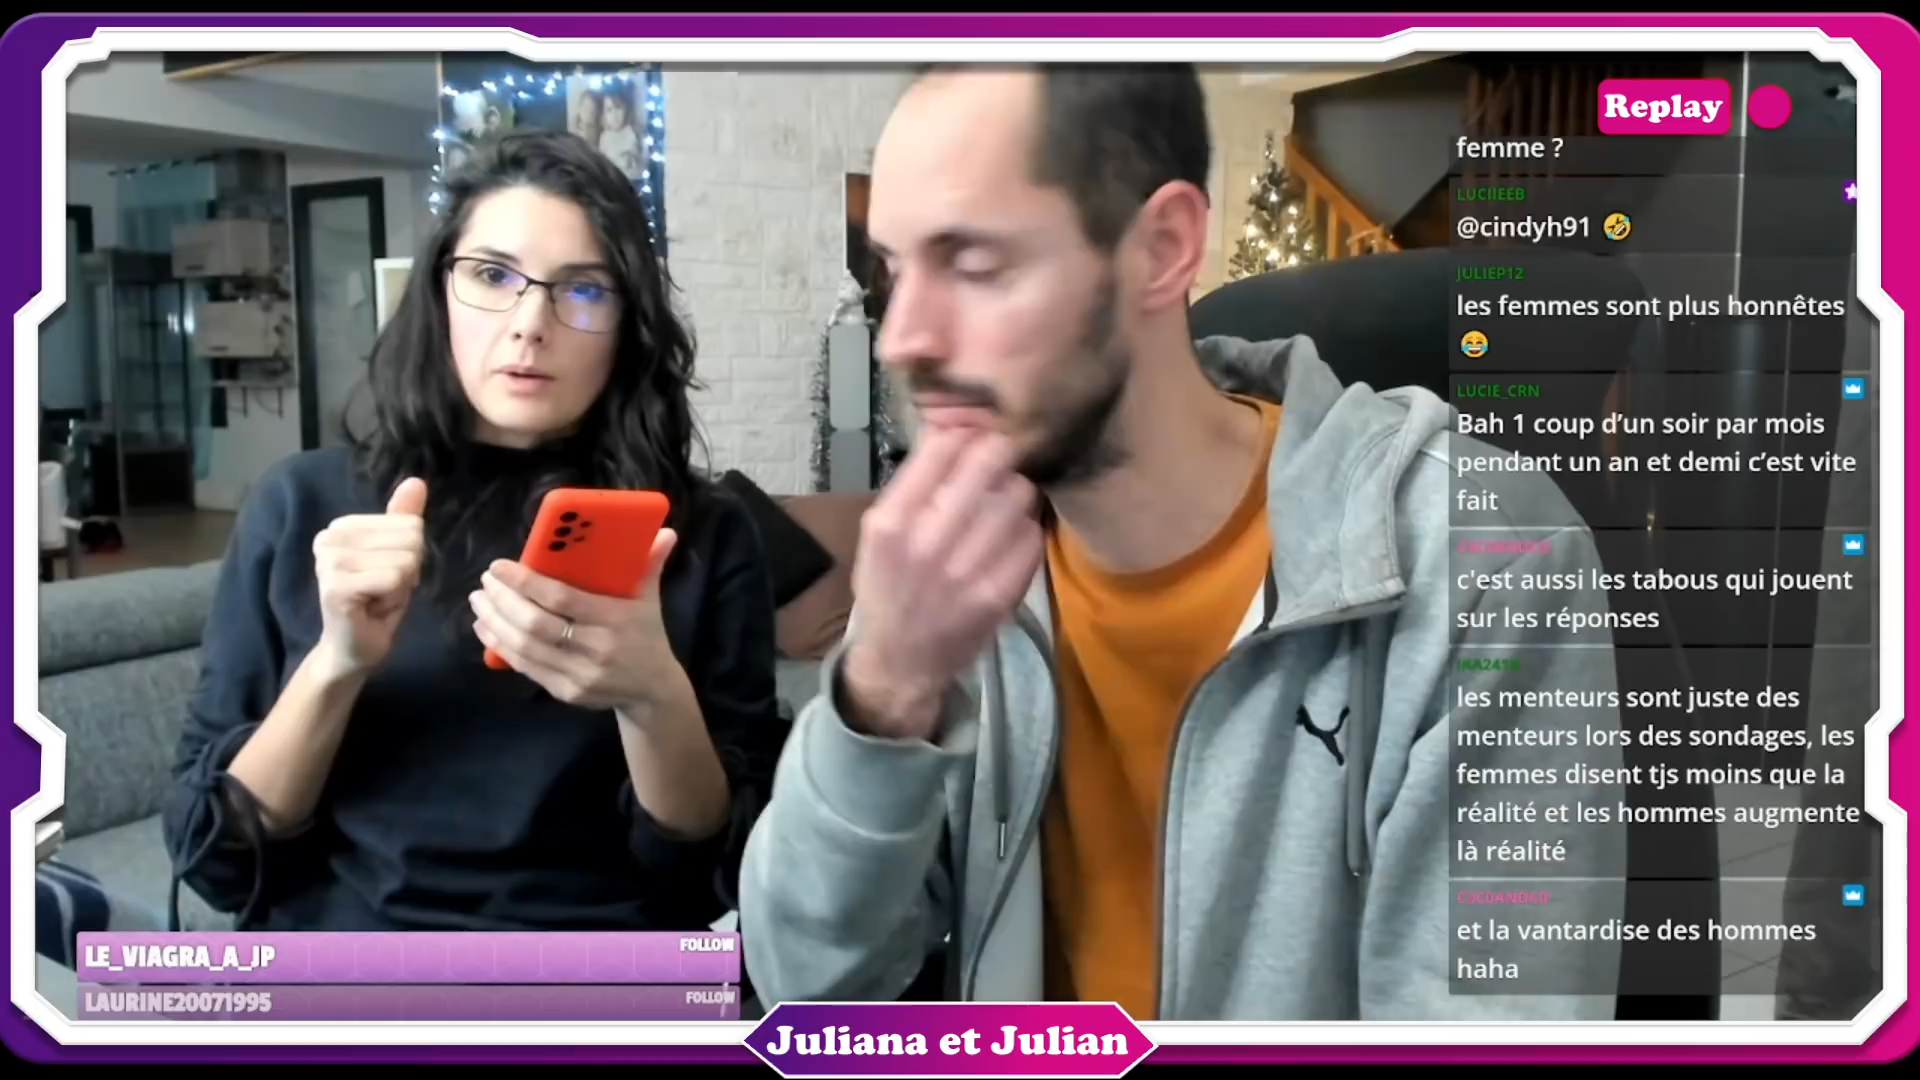 Replay
femme ?
LUCIIEEB
@cindyh91 🤣
JULIEP12
les femmes sont plus honnêtes
😂
LUCIE_CRN
Bah 1 coup d’un soir par mois
pendant un an et demi c’est vite
fait
c'est aussi les tabous qui jouent
sur les réponses
les menteurs sont juste des
menteurs lors des sondages, les
femmes disent tjs moins que la
réalité et les hommes augmente
là réalité
et la vantardise des hommes
haha
LE_VIAGRA_A_JP
FOLLOW
LAURINE20071995
FOLLOW
Juliana et Julian